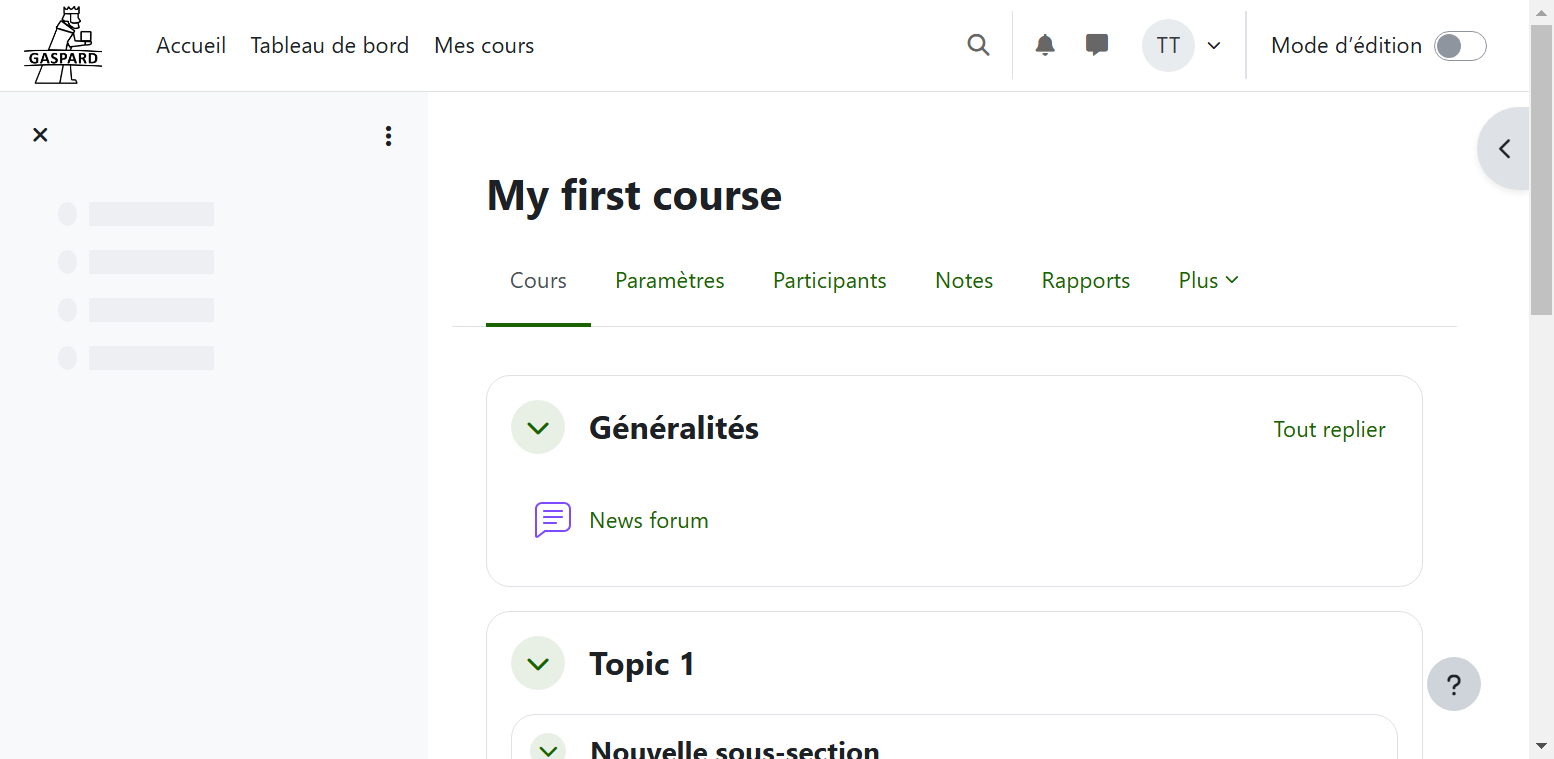 GASPARD
Accueil Tableau de bord Mes cours
TT
Mode d’édition
My first course
Cours Paramètres Participants Notes Rapports Plus
Généralités
Tout replier
News forum
Topic 1
?
Nouvelle sous-section